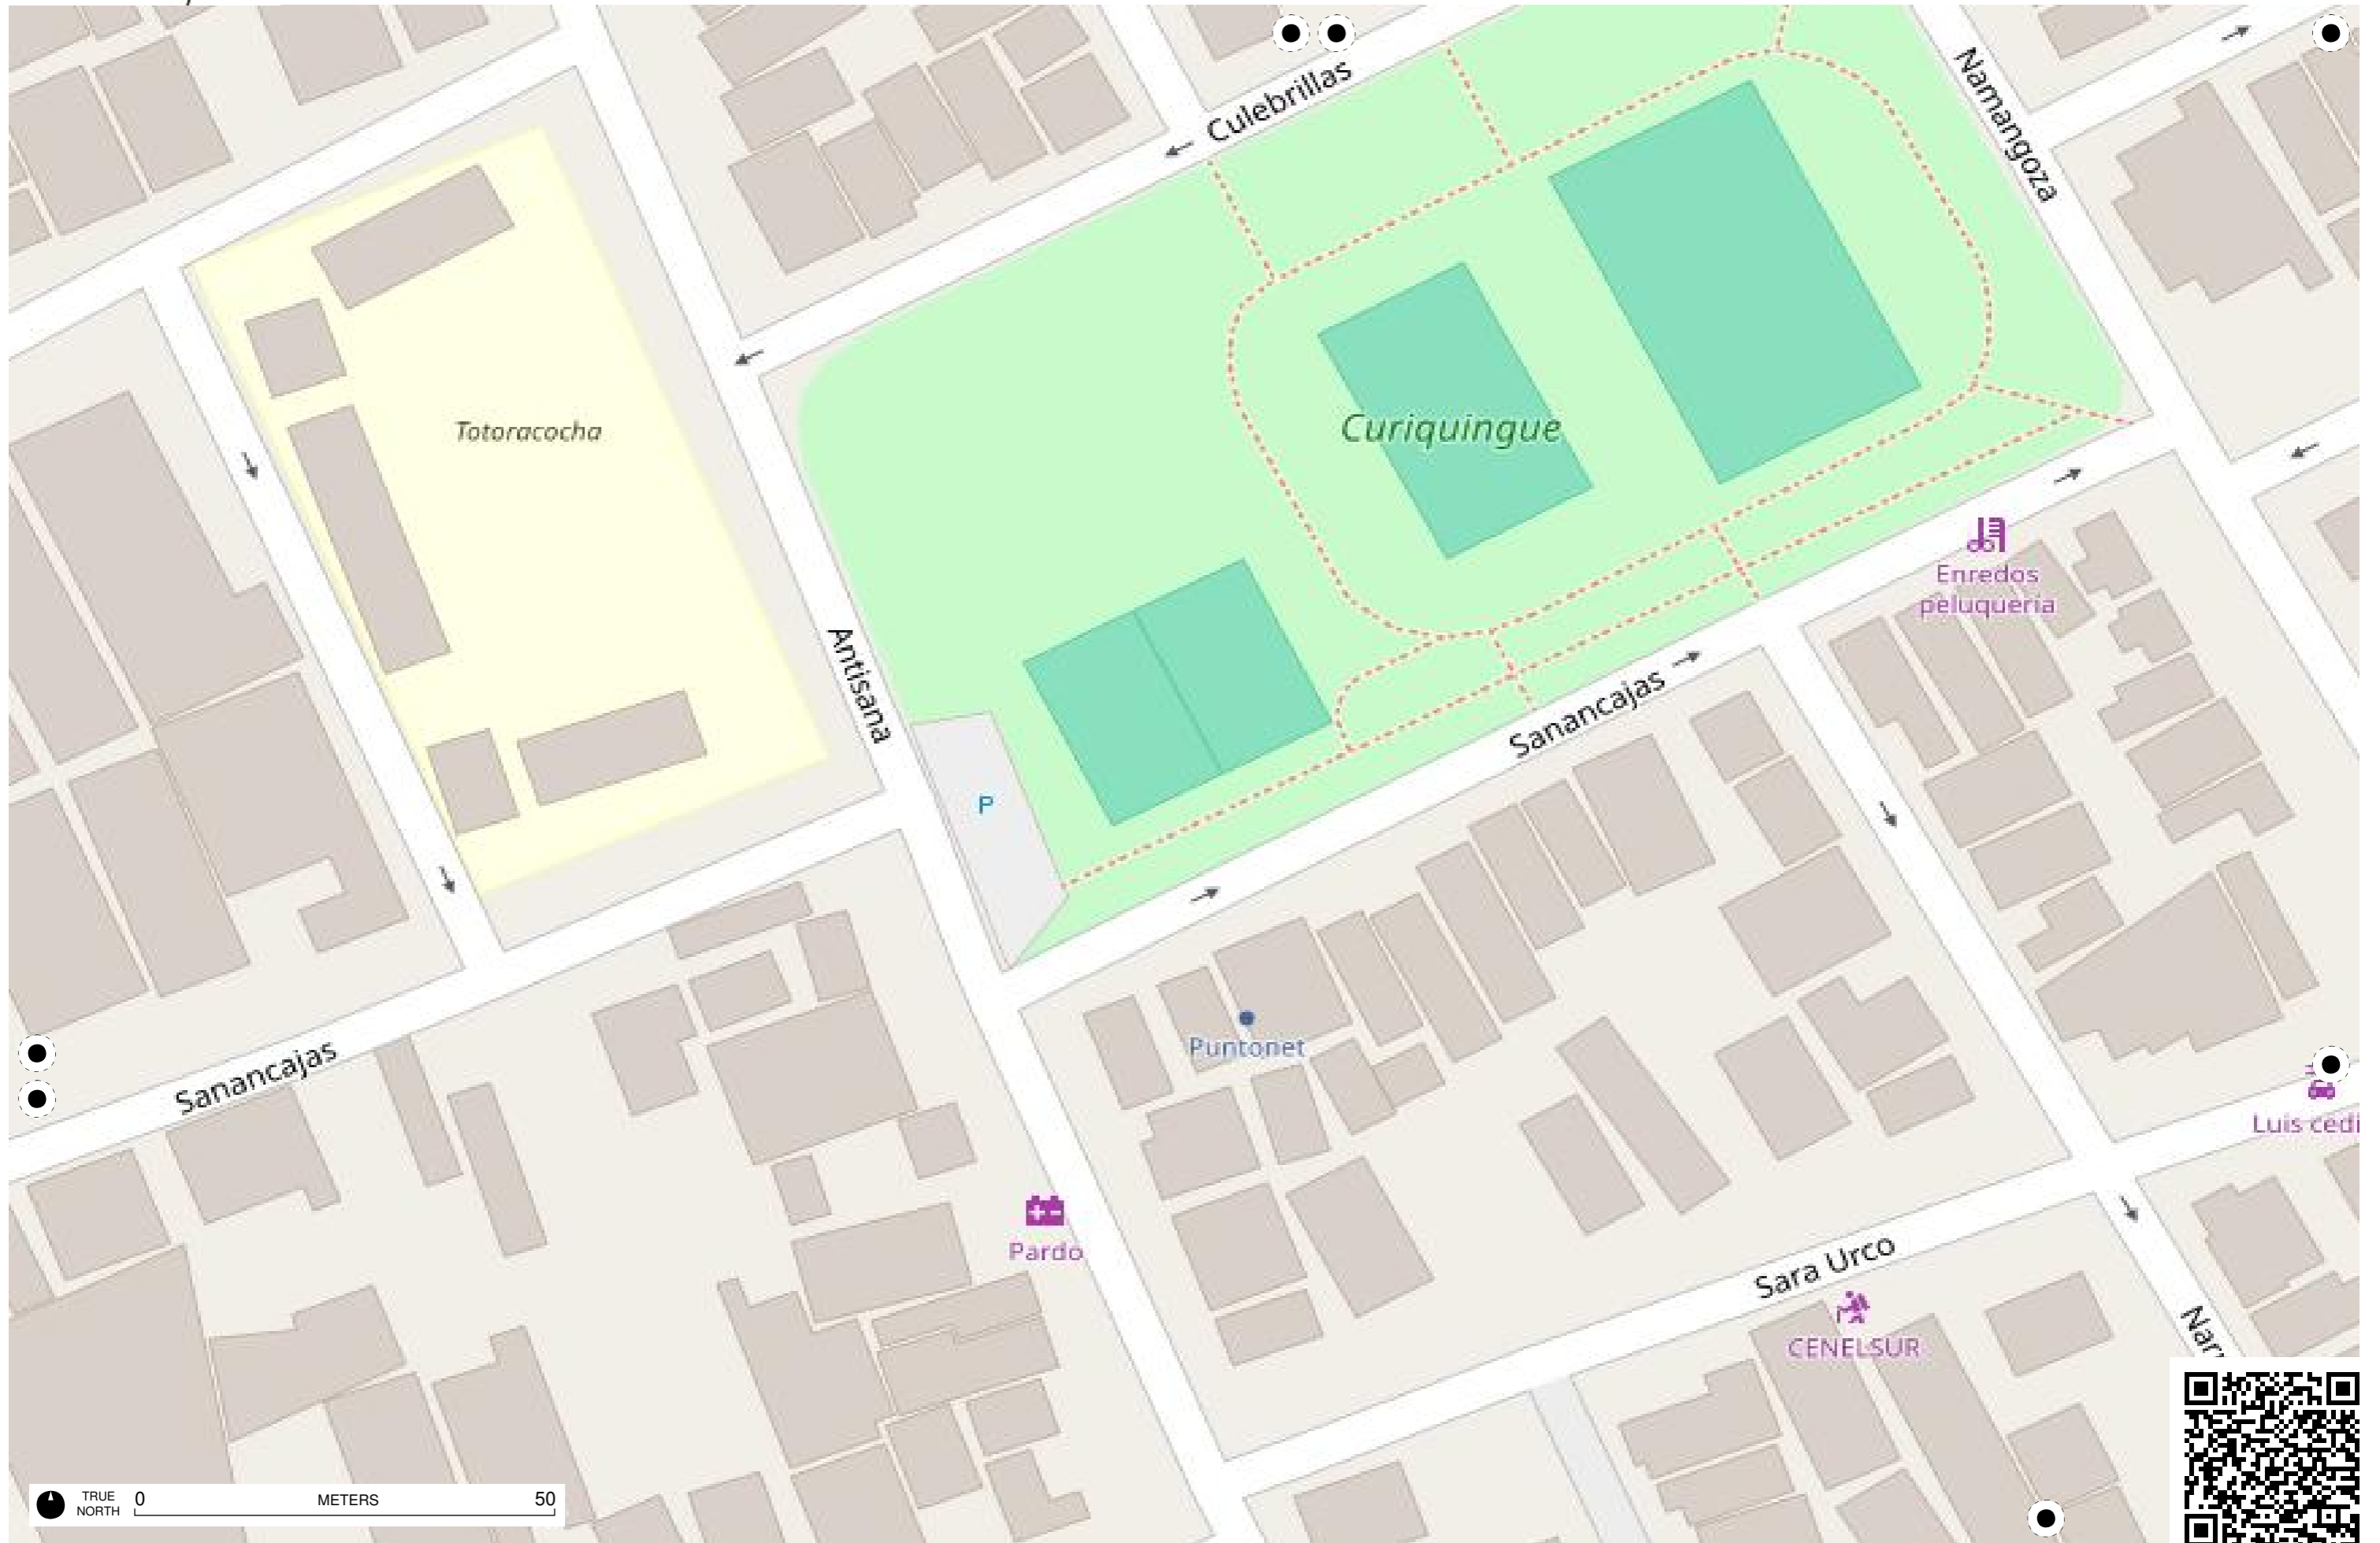 Culebrillas
Namangoza
Totoracocha
Curiquingue
Enredos
peluqueria
Antisana
Sanancajas
P
Puntonet
Sanancajas
Luis cedi
Pardo
Sara Urco
CENELSUR
Nar
TRUE
NORTH
0 METERS 50